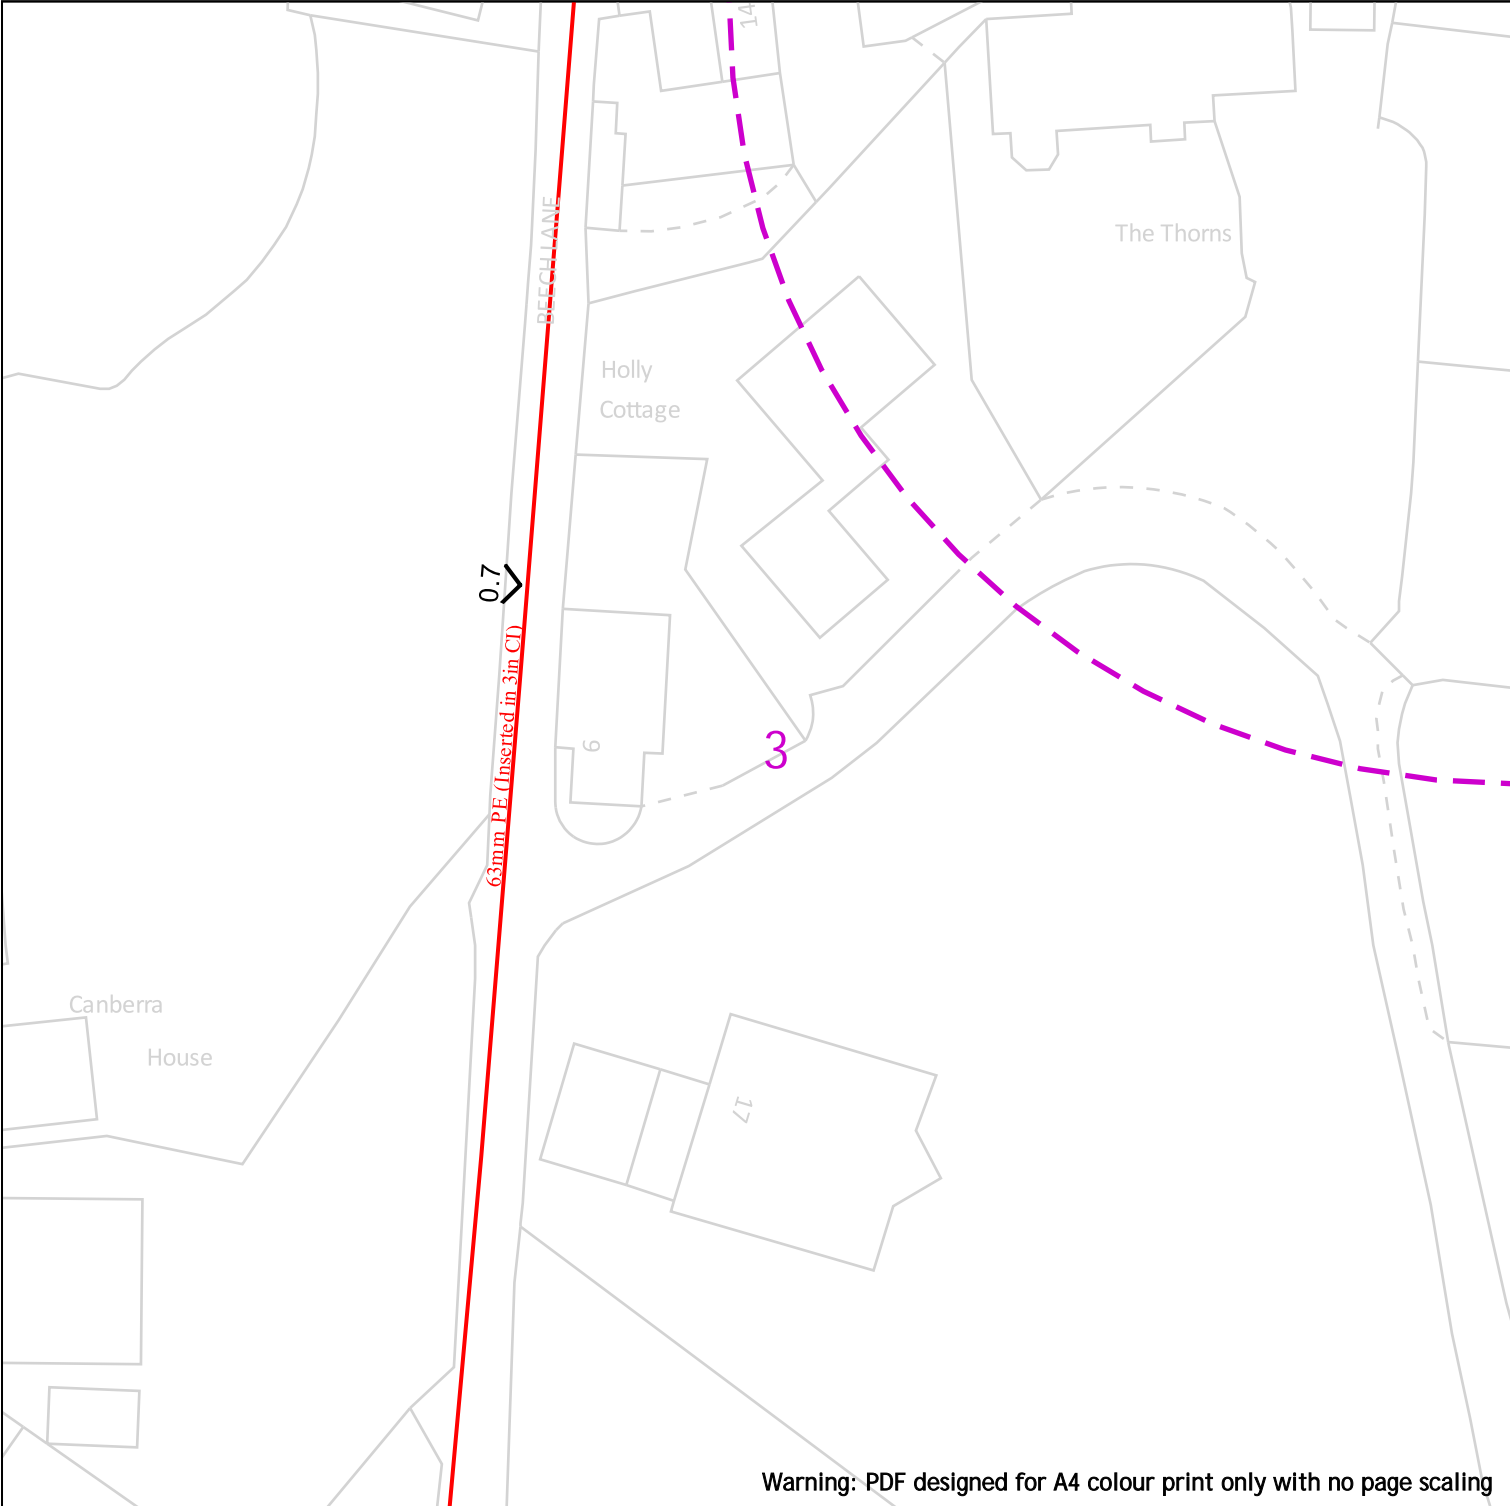 14
BEECH LANE
The Thorns
Holly
Cottage
0.7
63mm PE (Inserted in 3in CI)
9
3
Canberra
House
17
Warning: PDF designed for A4 colour print only with no page scaling